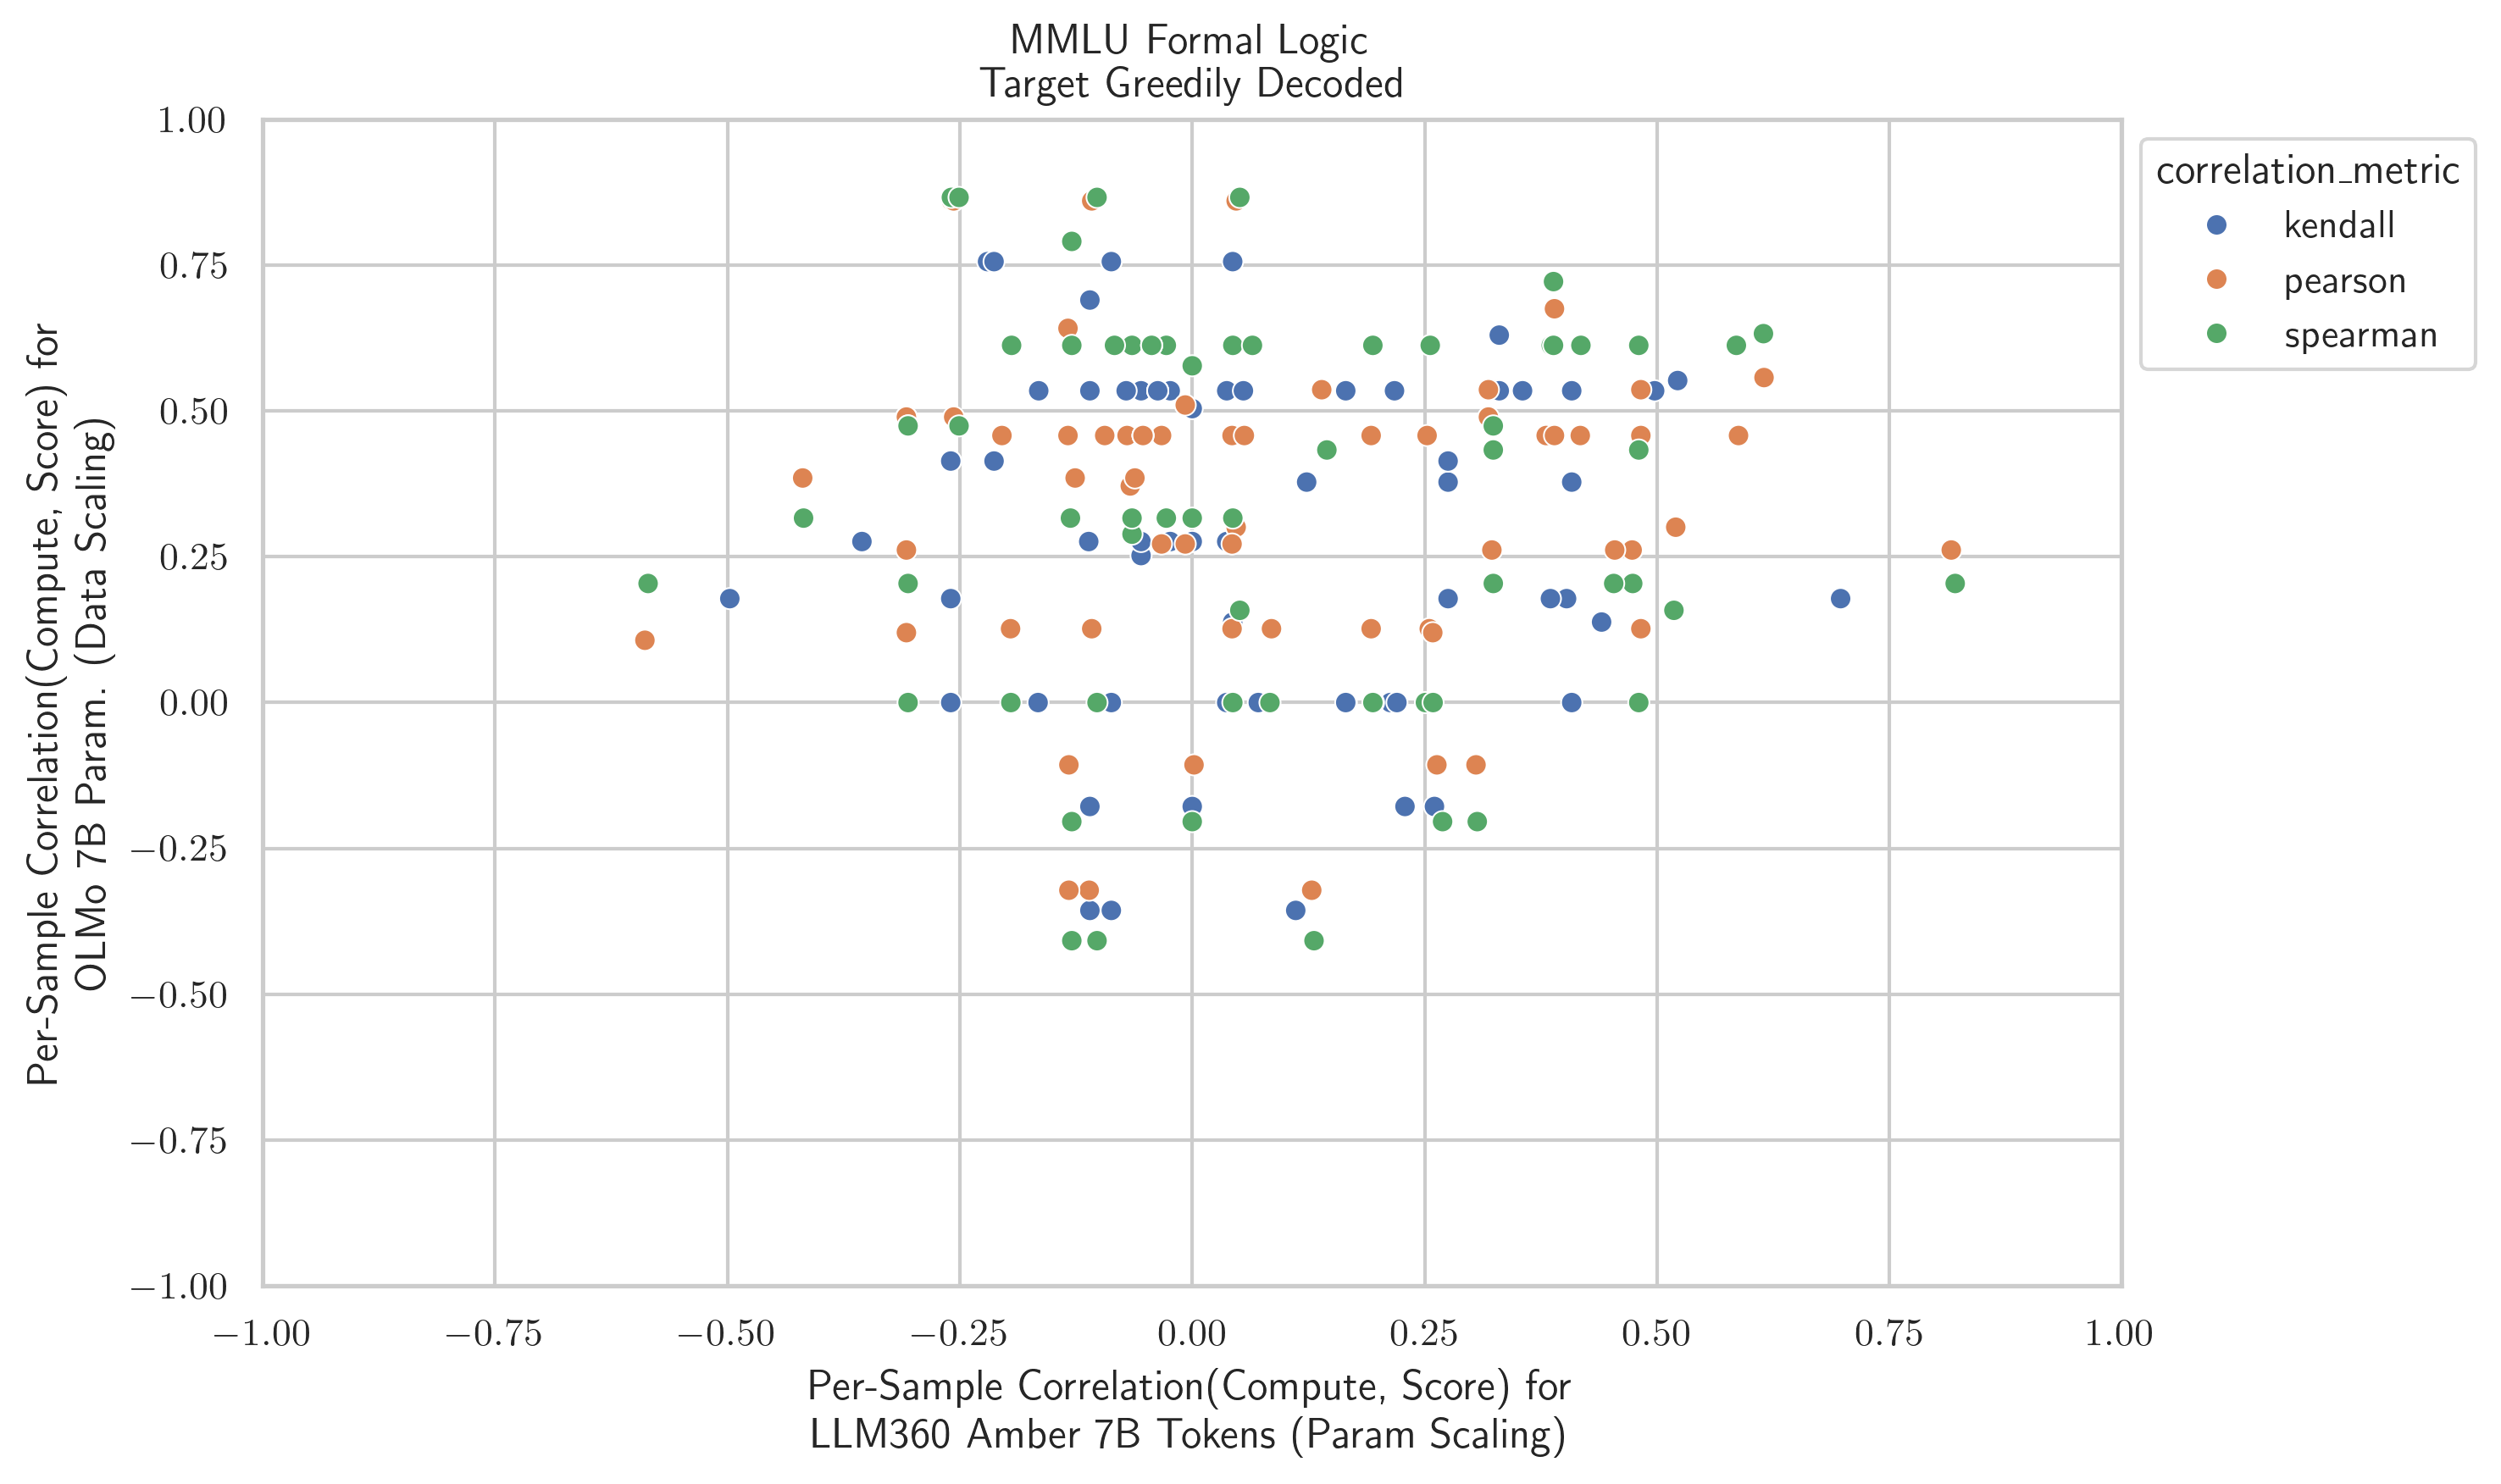 MMLU Formal Logic
Target Greedily Decoded
1.00
0.75
0.50
0.25
0.00
−0.25
−0.50
−0.75
−1.00
Per-Sample Correlation(Compute, Score) for
OLMo 7B Param. (Data Scaling)
−1.00
−0.75
−0.50
−0.25
0.00
0.25
0.50
0.75
1.00
Per-Sample Correlation(Compute, Score) for
LLM360 Amber 7B Tokens (Param Scaling)
correlation_metric
kendall
pearson
spearman